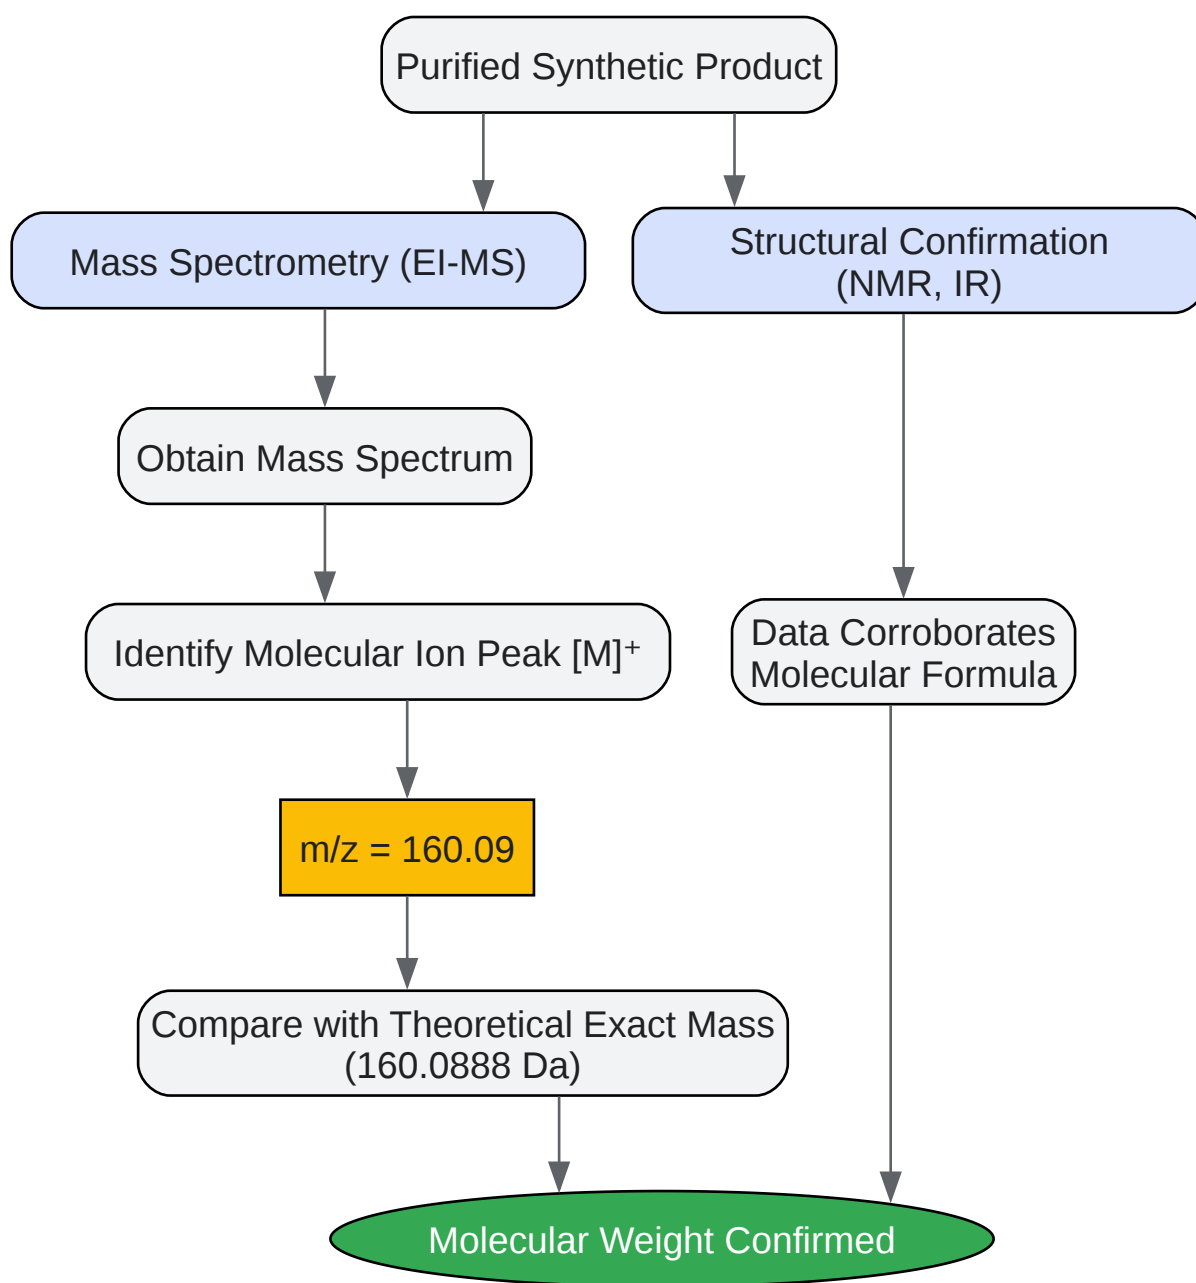 Purified Synthetic Product
Mass Spectrometry (EI-MS)
Structural Confirmation
(NMR, IR)
Obtain Mass Spectrum
Identify Molecular Ion Peak [M]⁺
Data Corroborates
Molecular Formula
m/z = 160.09
Compare with Theoretical Exact Mass
(160.0888 Da)
Molecular Weight Confirmed